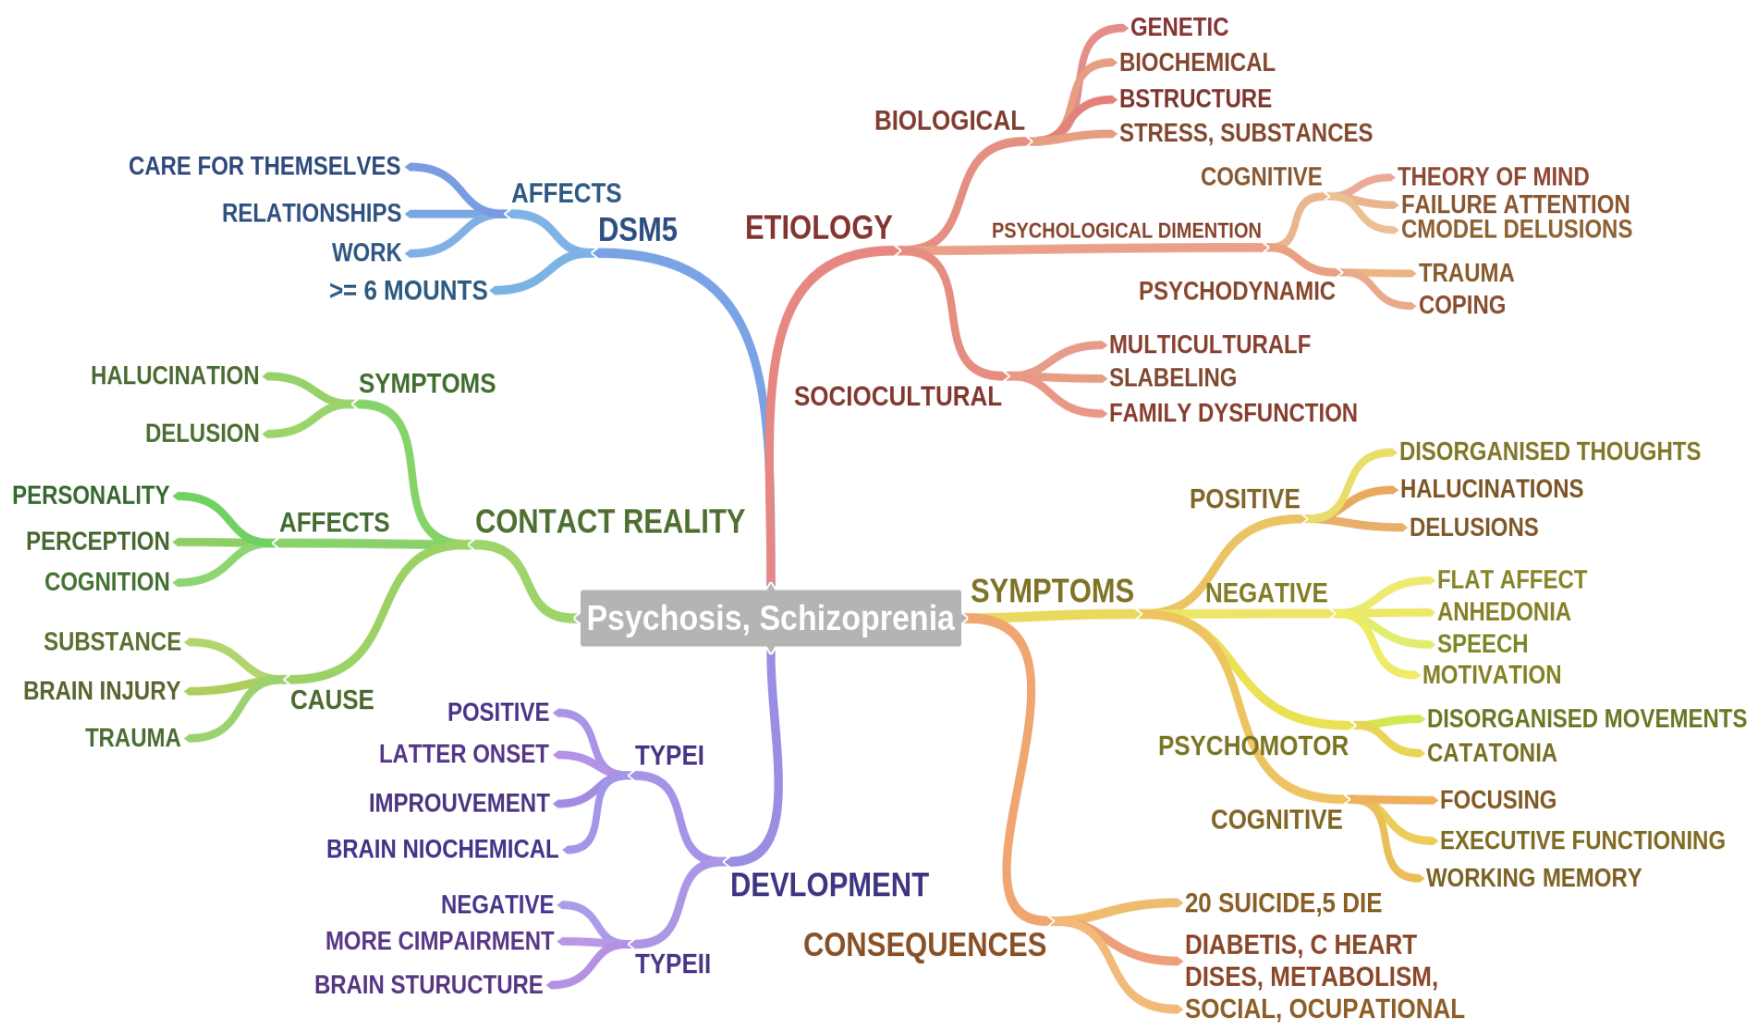 Psychosis, Schizoprenia
DSM5
AFFECTS
CARE FOR THEMSELVES
RELATIONSHIPS
WORK
>= 6 MOUNTS
CONTACT REALITY
SYMPTOMS
HALUCINATION
DELUSION
AFFECTS
PERSONALITY
PERCEPTION
COGNITION
CAUSE
SUBSTANCE
BRAIN INJURY
TRAUMA
DEVLOPMENT
TYPEI
POSITIVE
LATTER ONSET
IMPROUVEMENT
BRAIN NIOCHEMICAL
TYPEII
NEGATIVE
MORE CIMPAIRMENT
BRAIN STURUCTURE
ETIOLOGY
BIOLOGICAL
GENETIC
BIOCHEMICAL
BSTRUCTURE
STRESS, SUBSTANCES
PSYCHOLOGICAL DIMENTION
COGNITIVE
THEORY OF MIND
FAILURE ATTENTION
CMODEL DELUSIONS
PSYCHODYNAMIC
TRAUMA
COPING
SOCIOCULTURAL
MULTICULTURALF
SLABELING
FAMILY DYSFUNCTION
SYMPTOMS
POSITIVE
DISORGANISED THOUGHTS
HALUCINATIONS
DELUSIONS
NEGATIVE
FLAT AFFECT
ANHEDONIA
SPEECH
MOTIVATION
PSYCHOMOTOR
DISORGANISED MOVEMENTS
CATATONIA
COGNITIVE
FOCUSING
EXECUTIVE FUNCTIONING
WORKING MEMORY
CONSEQUENCES
20 SUICIDE,5 DIE
DIABETIS, C HEART
DISES, METABOLISM,
SOCIAL, OCUPATIONAL